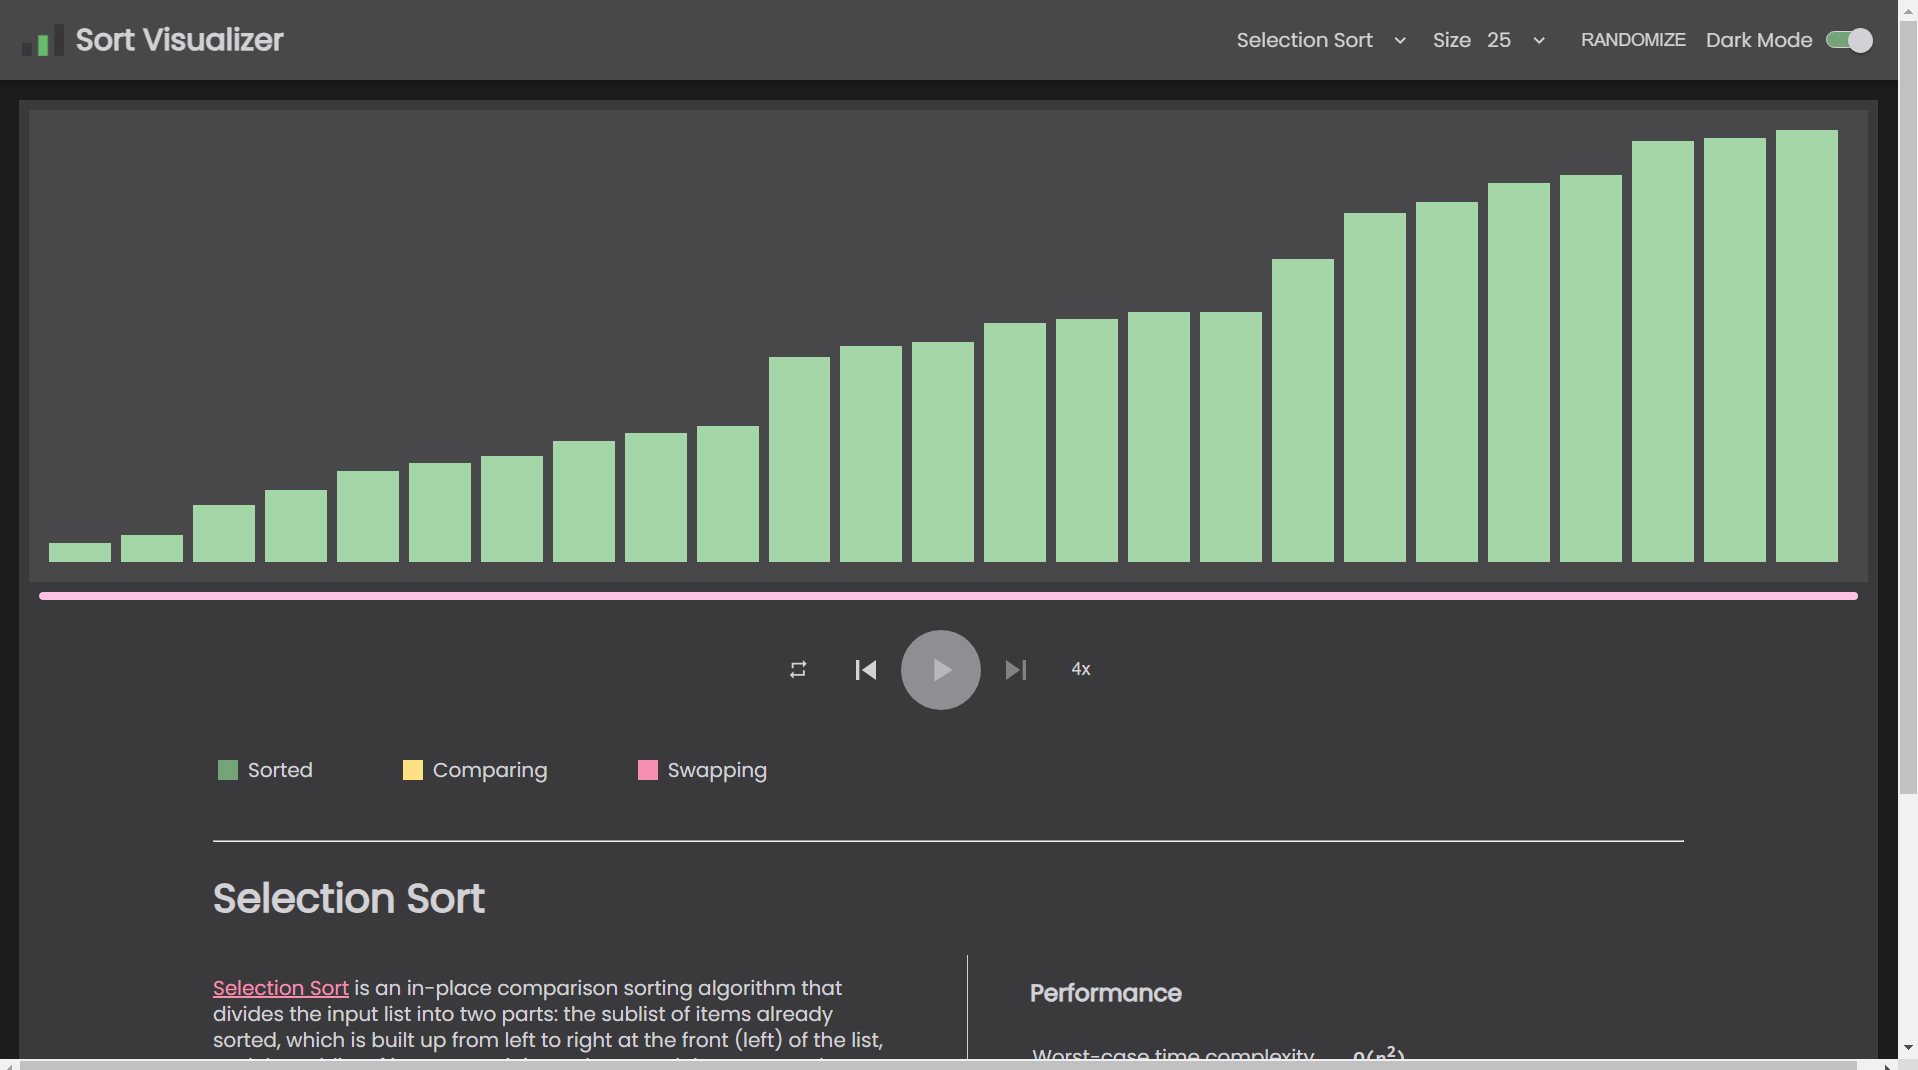 Sort Visualizer
Selection Sort
Size 25
RANDOMIZE
Dark Mode
4x
Sorted
Comparing
Swapping
Selection Sort
Selection Sort is an in-place comparison sorting algorithm that
divides the input list into two parts: the sublist of items already
sorted, which is built up from left to right at the front (left) of the list,
Performance
Worst-case time complexity O(n²)